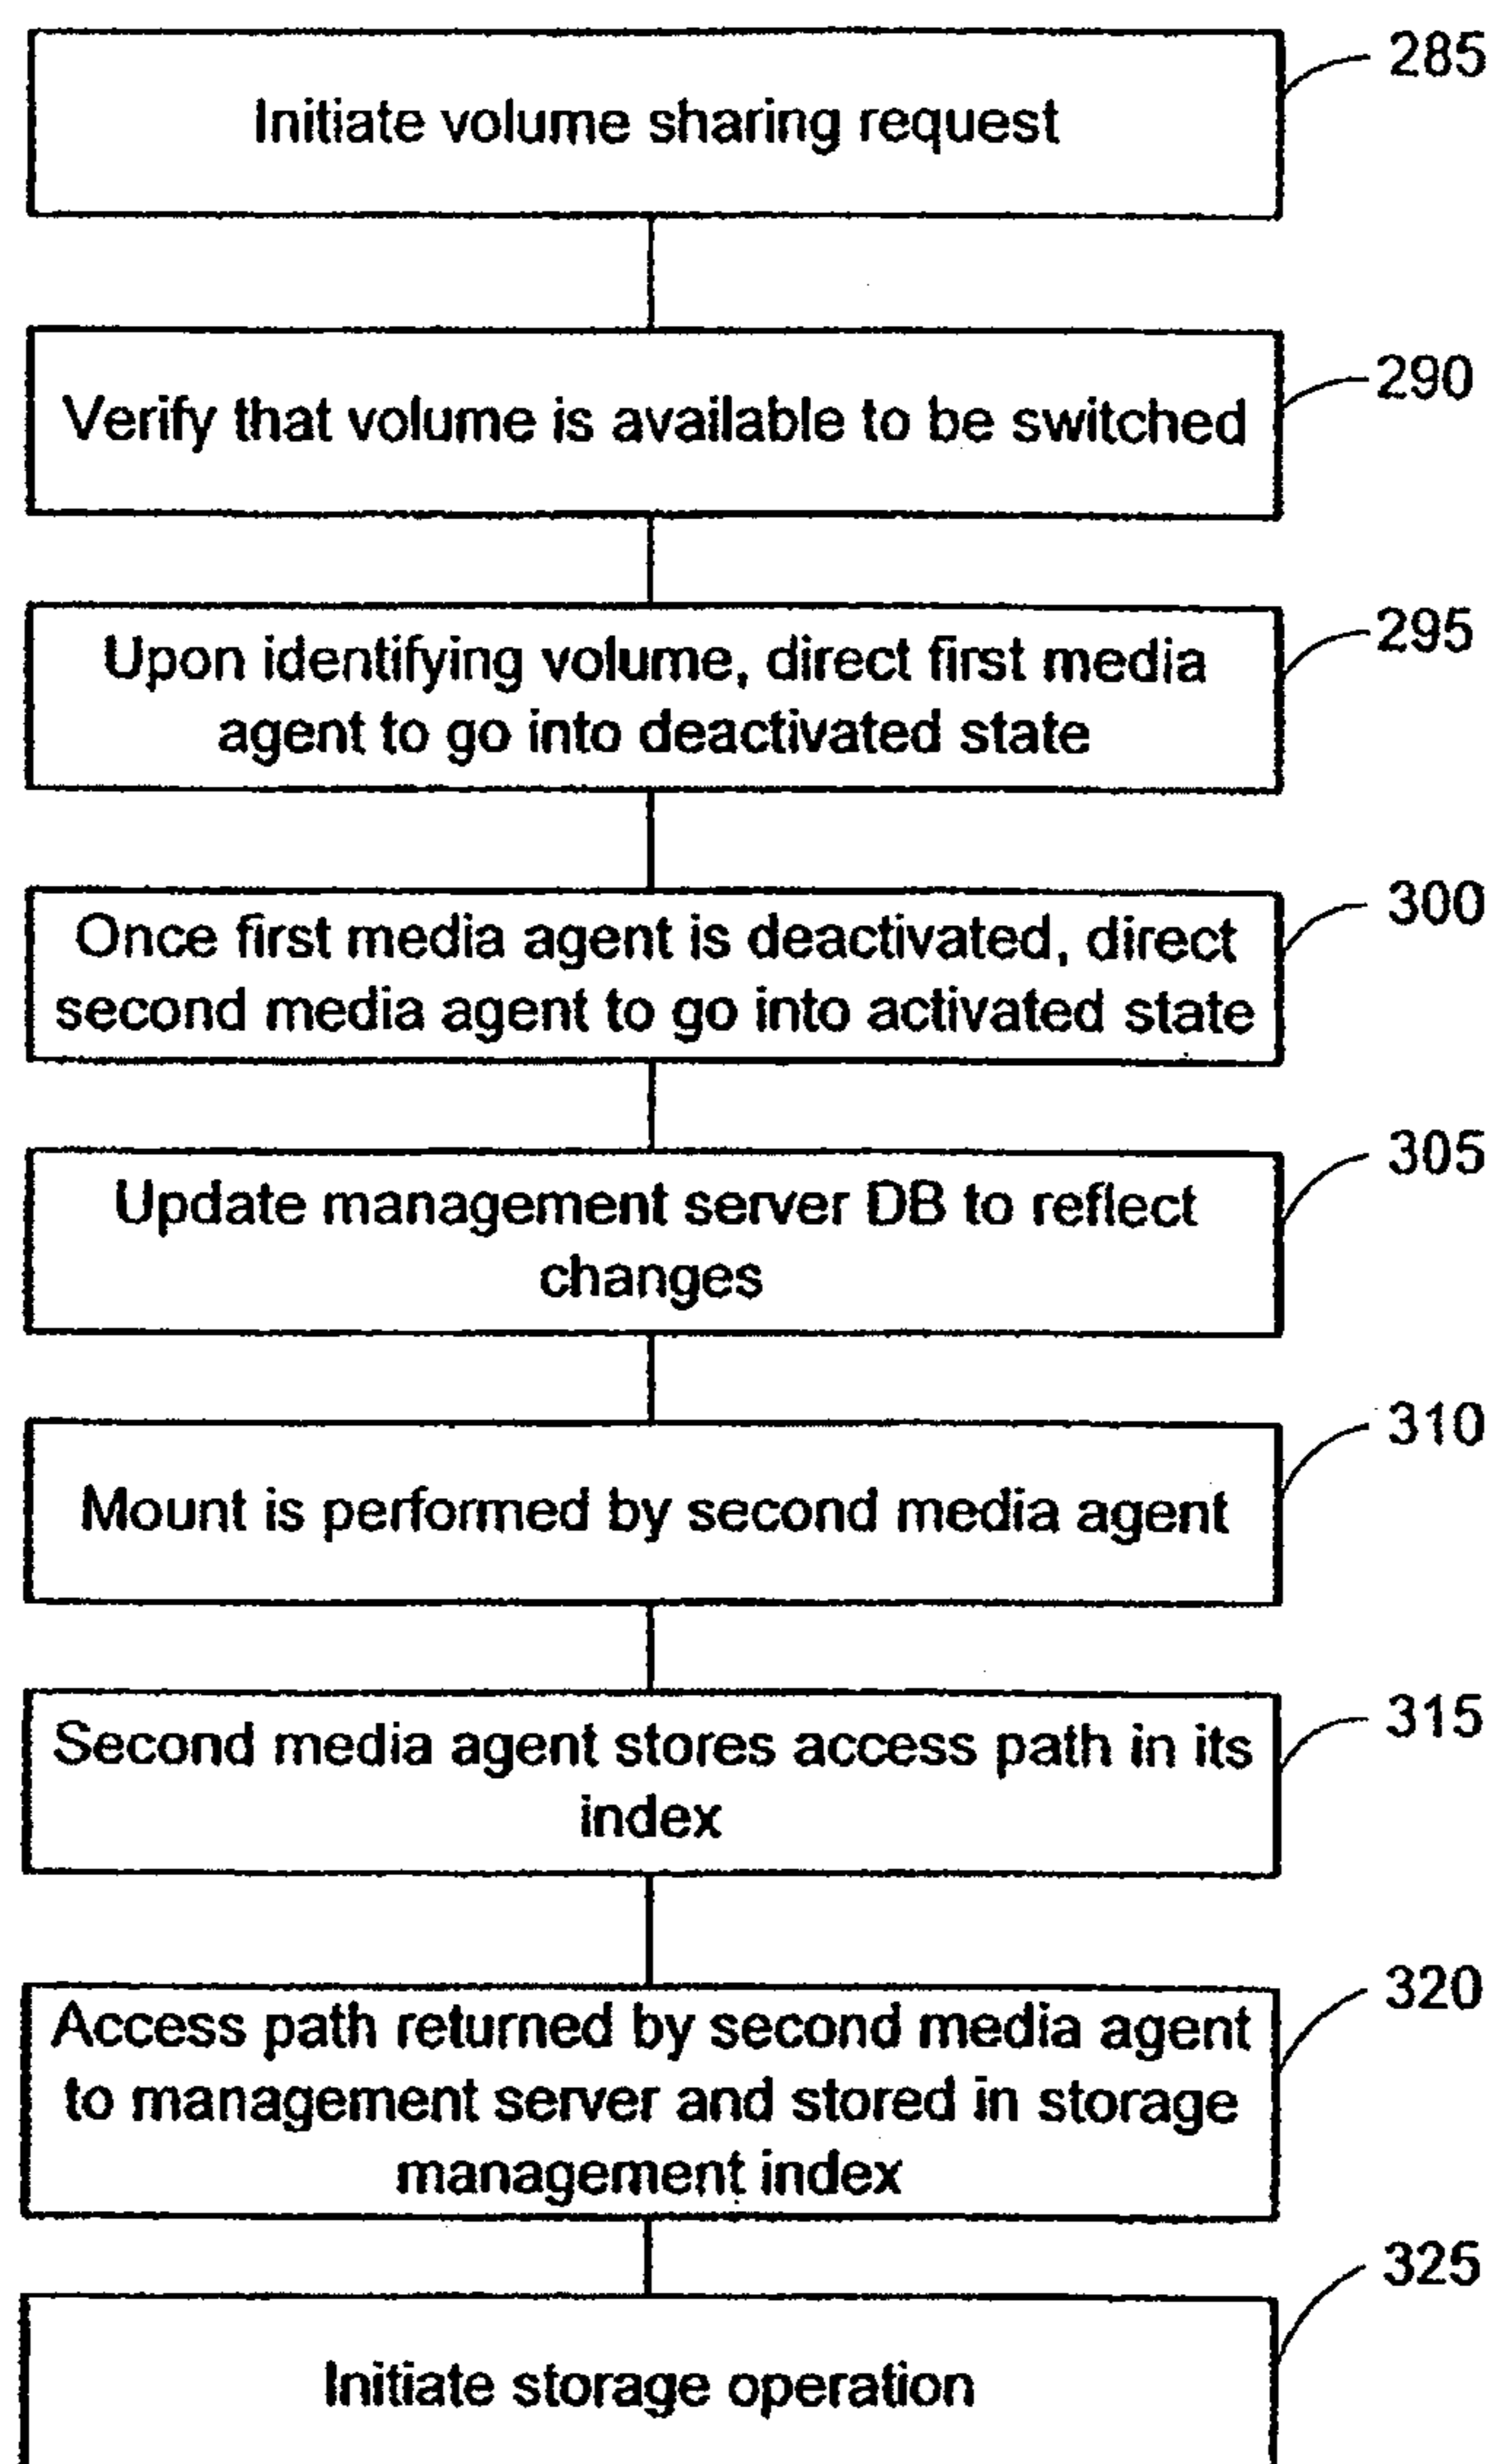 285
Initiate volume sharing request
290
Verify that volume is available to be switched
295
Upon identifying volume, direct first media
agent to go into deactivated state
300
Once first media agent is deactivated, direct
second media agent to go into activated state
305
Update management server DB to reflect
changes
310
Mount is performed by second media agent
315
Second media agent stores access path in its
index
320
Access path returned by second media agent
to management server and stored in storage
management index
325
Initiate storage operation